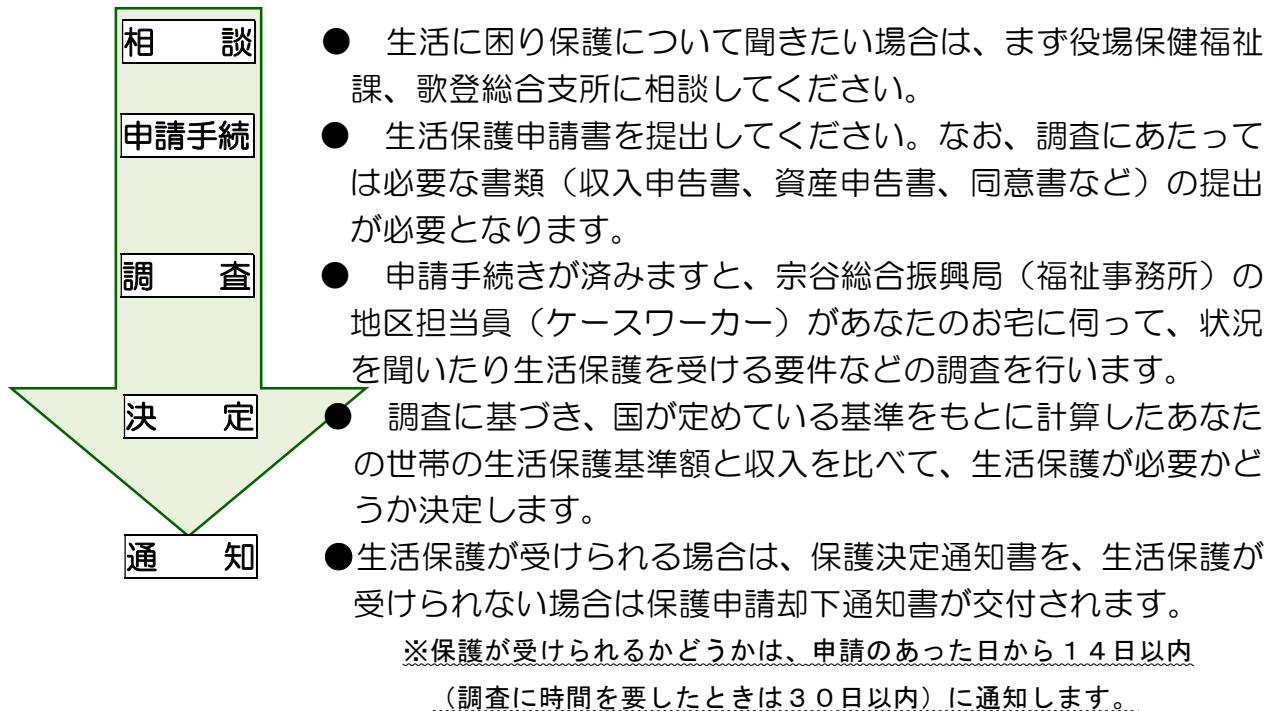 相　　談　●　生活に困り保護について聞きたい場合は、まず役場保健福祉
課、歌登総合支所に相談してください。
申請手続　●　生活保護申請書を提出してください。なお、調査にあたって
は必要な書類（収入申告書、資産申告書、同意書など）の提出
が必要となります。
調　　査　●　申請手続きが済みますと、宗谷総合振興局（福祉事務所）の
地区担当員（ケースワーカー）があなたのお宅に伺って、状況
を聞いたり生活保護を受ける要件などの調査を行います。
決　　定　●　調査に基づき、国が定めている基準をもとに計算したあなた
の世帯の生活保護基準額と収入を比べて、生活保護が必要かど
うか決定します。
通　　知　●生活保護が受けられる場合は、保護決定通知書を、生活保護が
受けられない場合は保護申請却下通知書が交付されます。
※保護が受けられるかどうかは、申請のあった日から１４日以内
（調査に時間を要したときは３０日以内）に通知します。